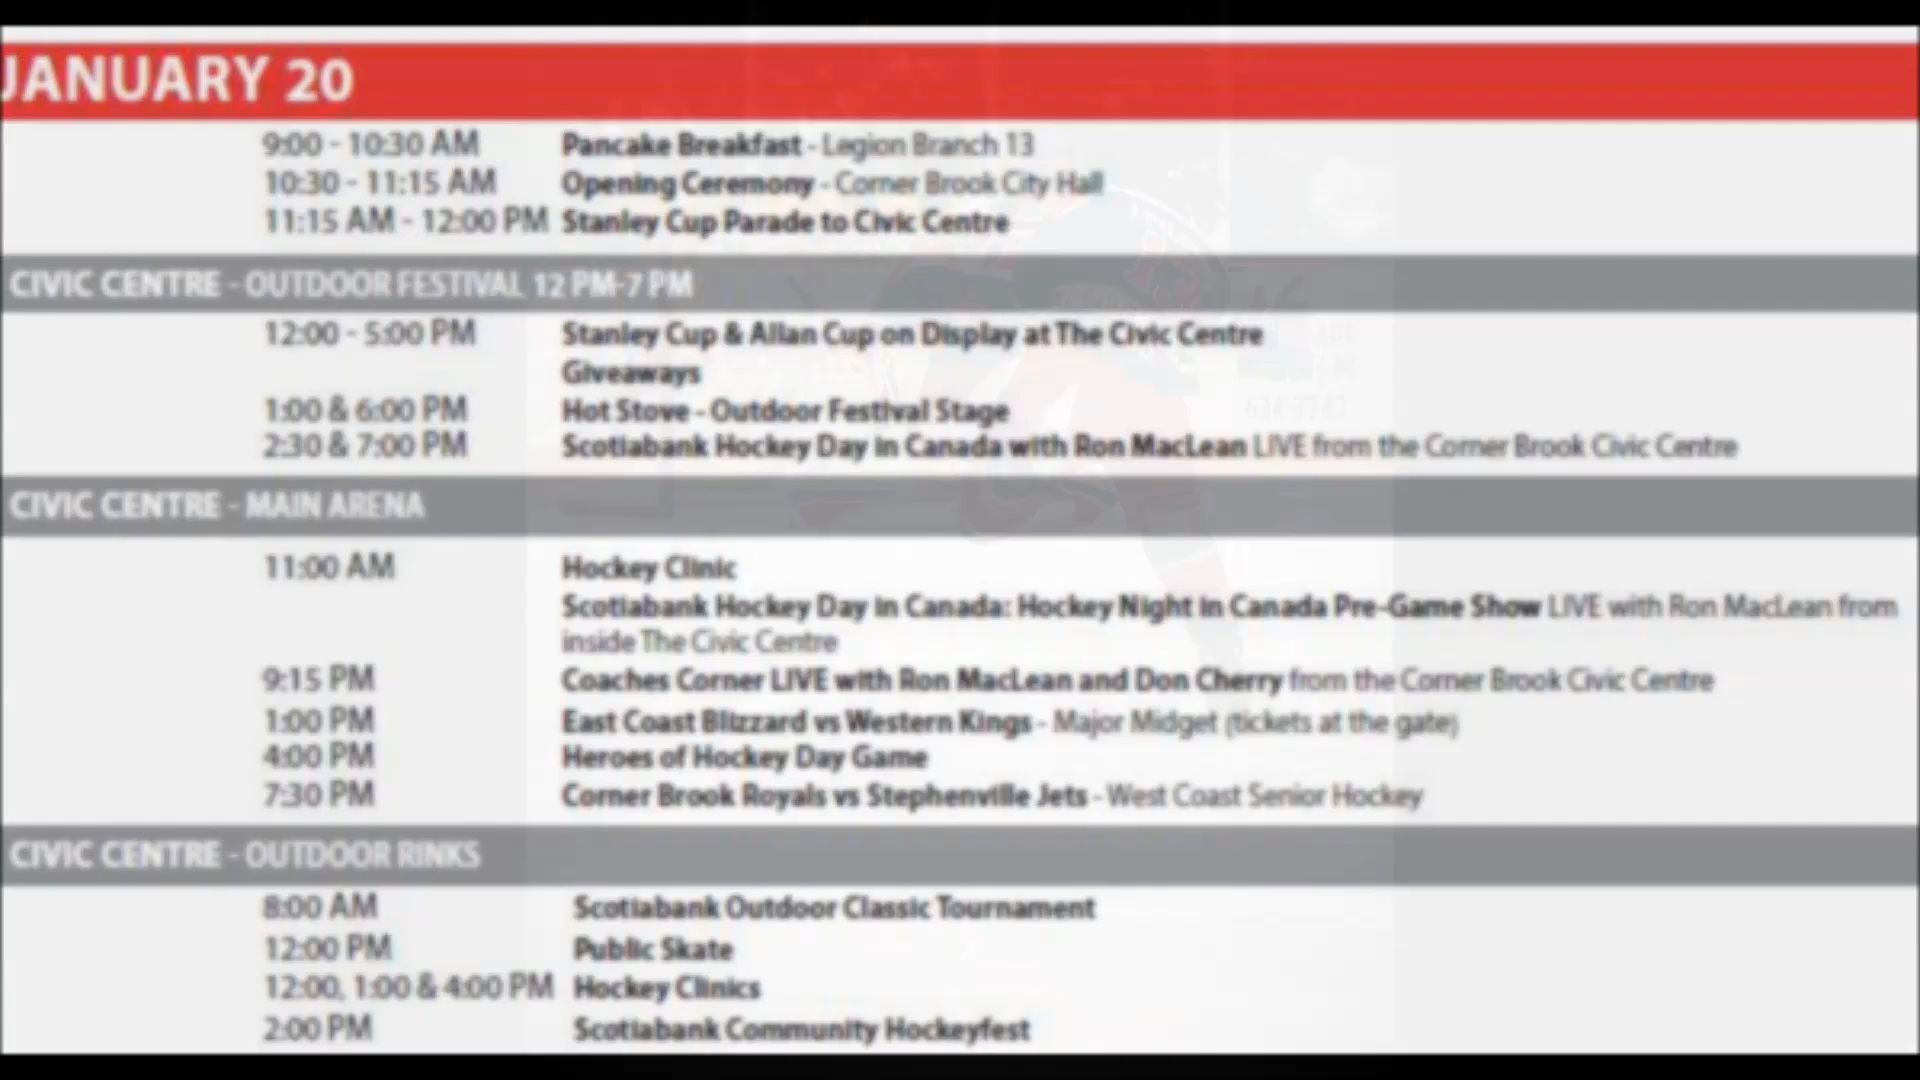 JANUARY 20
9:00 - 10:30 AM Pancake Breakfast - Legion Branch 13
10:30 - 11:15 AM Opening Ceremony - Corner Brook City Hall
11:15 AM - 12:00 PM Stanley Cup Parade to Civic Centre
CIVIC CENTRE - OUTDOOR FESTIVAL 12 PM-7 PM
12:00 - 5:00 PM Stanley Cup & Allan Cup on Display at The Civic Centre
Giveaways
1:00 & 6:00 PM Hot Stove - Outdoor Festival Stage
2:30 & 7:00 PM Scotiabank Hockey Day in Canada with Ron MacLean LIVE from the Corner Brook Civic Centre
CIVIC CENTRE - MAIN ARENA
11:00 AM Hockey Clinic
Scotiabank Hockey Day in Canada: Hockey Night in Canada Pre-Game Show LIVE with Ron MacLean from
inside The Civic Centre
9:15 PM Coaches Corner LIVE with Ron MacLean and Don Cherry from the Corner Brook Civic Centre
1:00 PM East Coast Blizzard vs Western Kings - Major Midget (tickets at the gate)
4:00 PM Heroes of Hockey Day Game
7:30 PM Corner Brook Royals vs Stephenville Jets - West Coast Senior Hockey
CIVIC CENTRE - OUTDOOR RINKS
8:00 AM Scotiabank Outdoor Classic Tournament
12:00 PM Public Skate
12:00, 1:00 & 4:00 PM Hockey Clinics
2:00 PM Scotiabank Community Hockeyfest